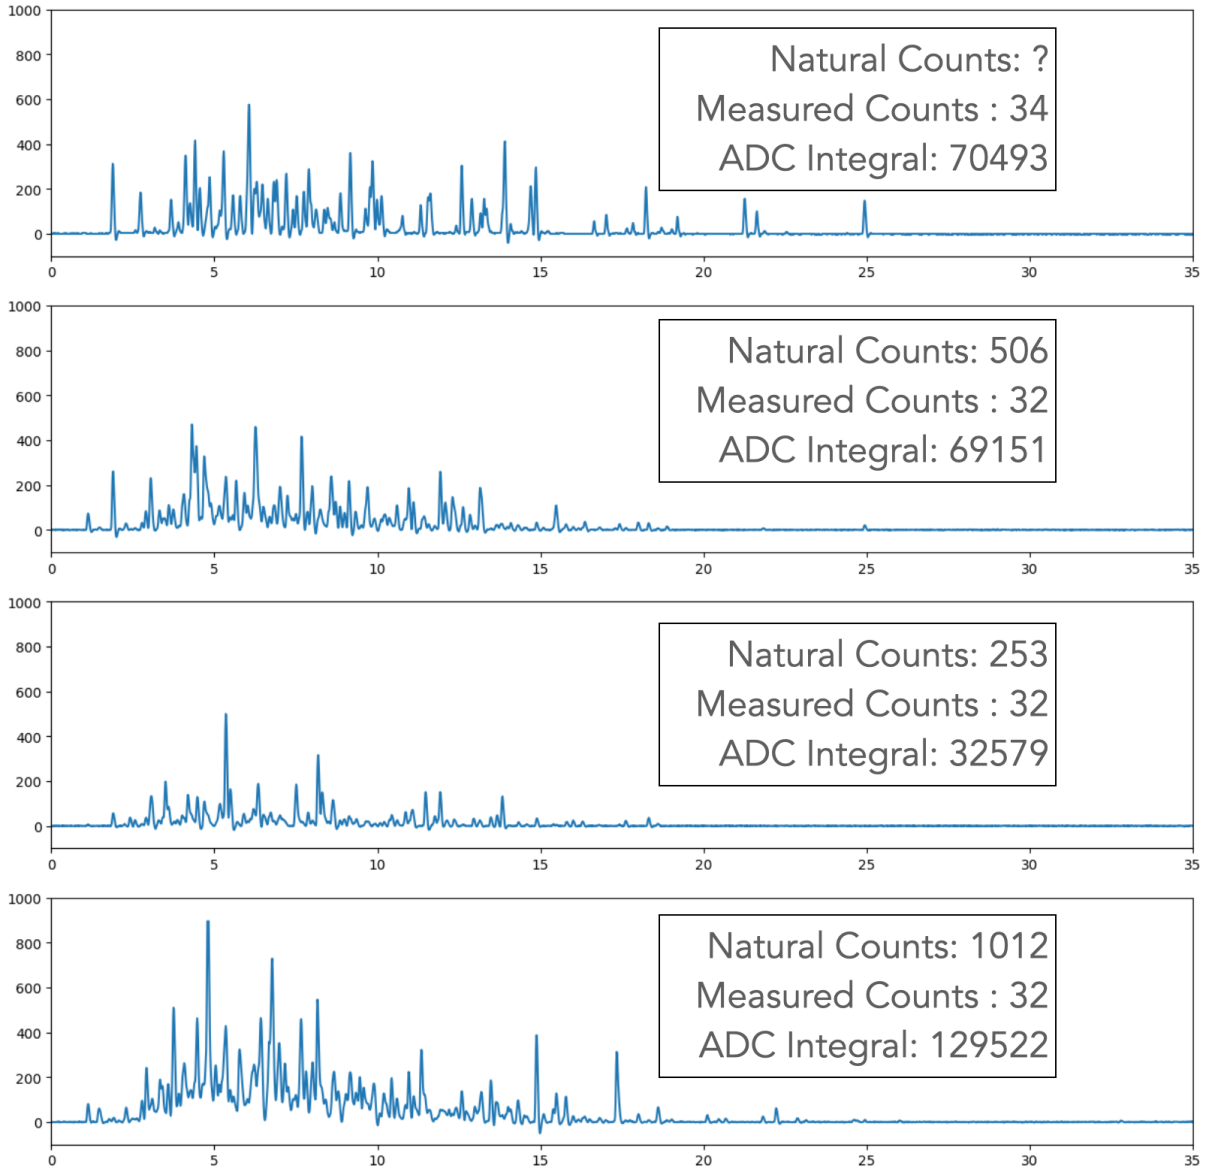 1000
800
600
400
200
0
Natural Counts: ?
Measured Counts : 34
ADC Integral: 70493
0 5 10 15 20 25 30 35
1000
800
600
400
200
0
Natural Counts: 506
Measured Counts : 32
ADC Integral: 69151
0 5 10 15 20 25 30 35
1000
800
600
400
200
0
Natural Counts: 253
Measured Counts : 32
ADC Integral: 32579
0 5 10 15 20 25 30 35
1000
800
600
400
200
0
Natural Counts: 1012
Measured Counts : 32
ADC Integral: 129522
0 5 10 15 20 25 30 35